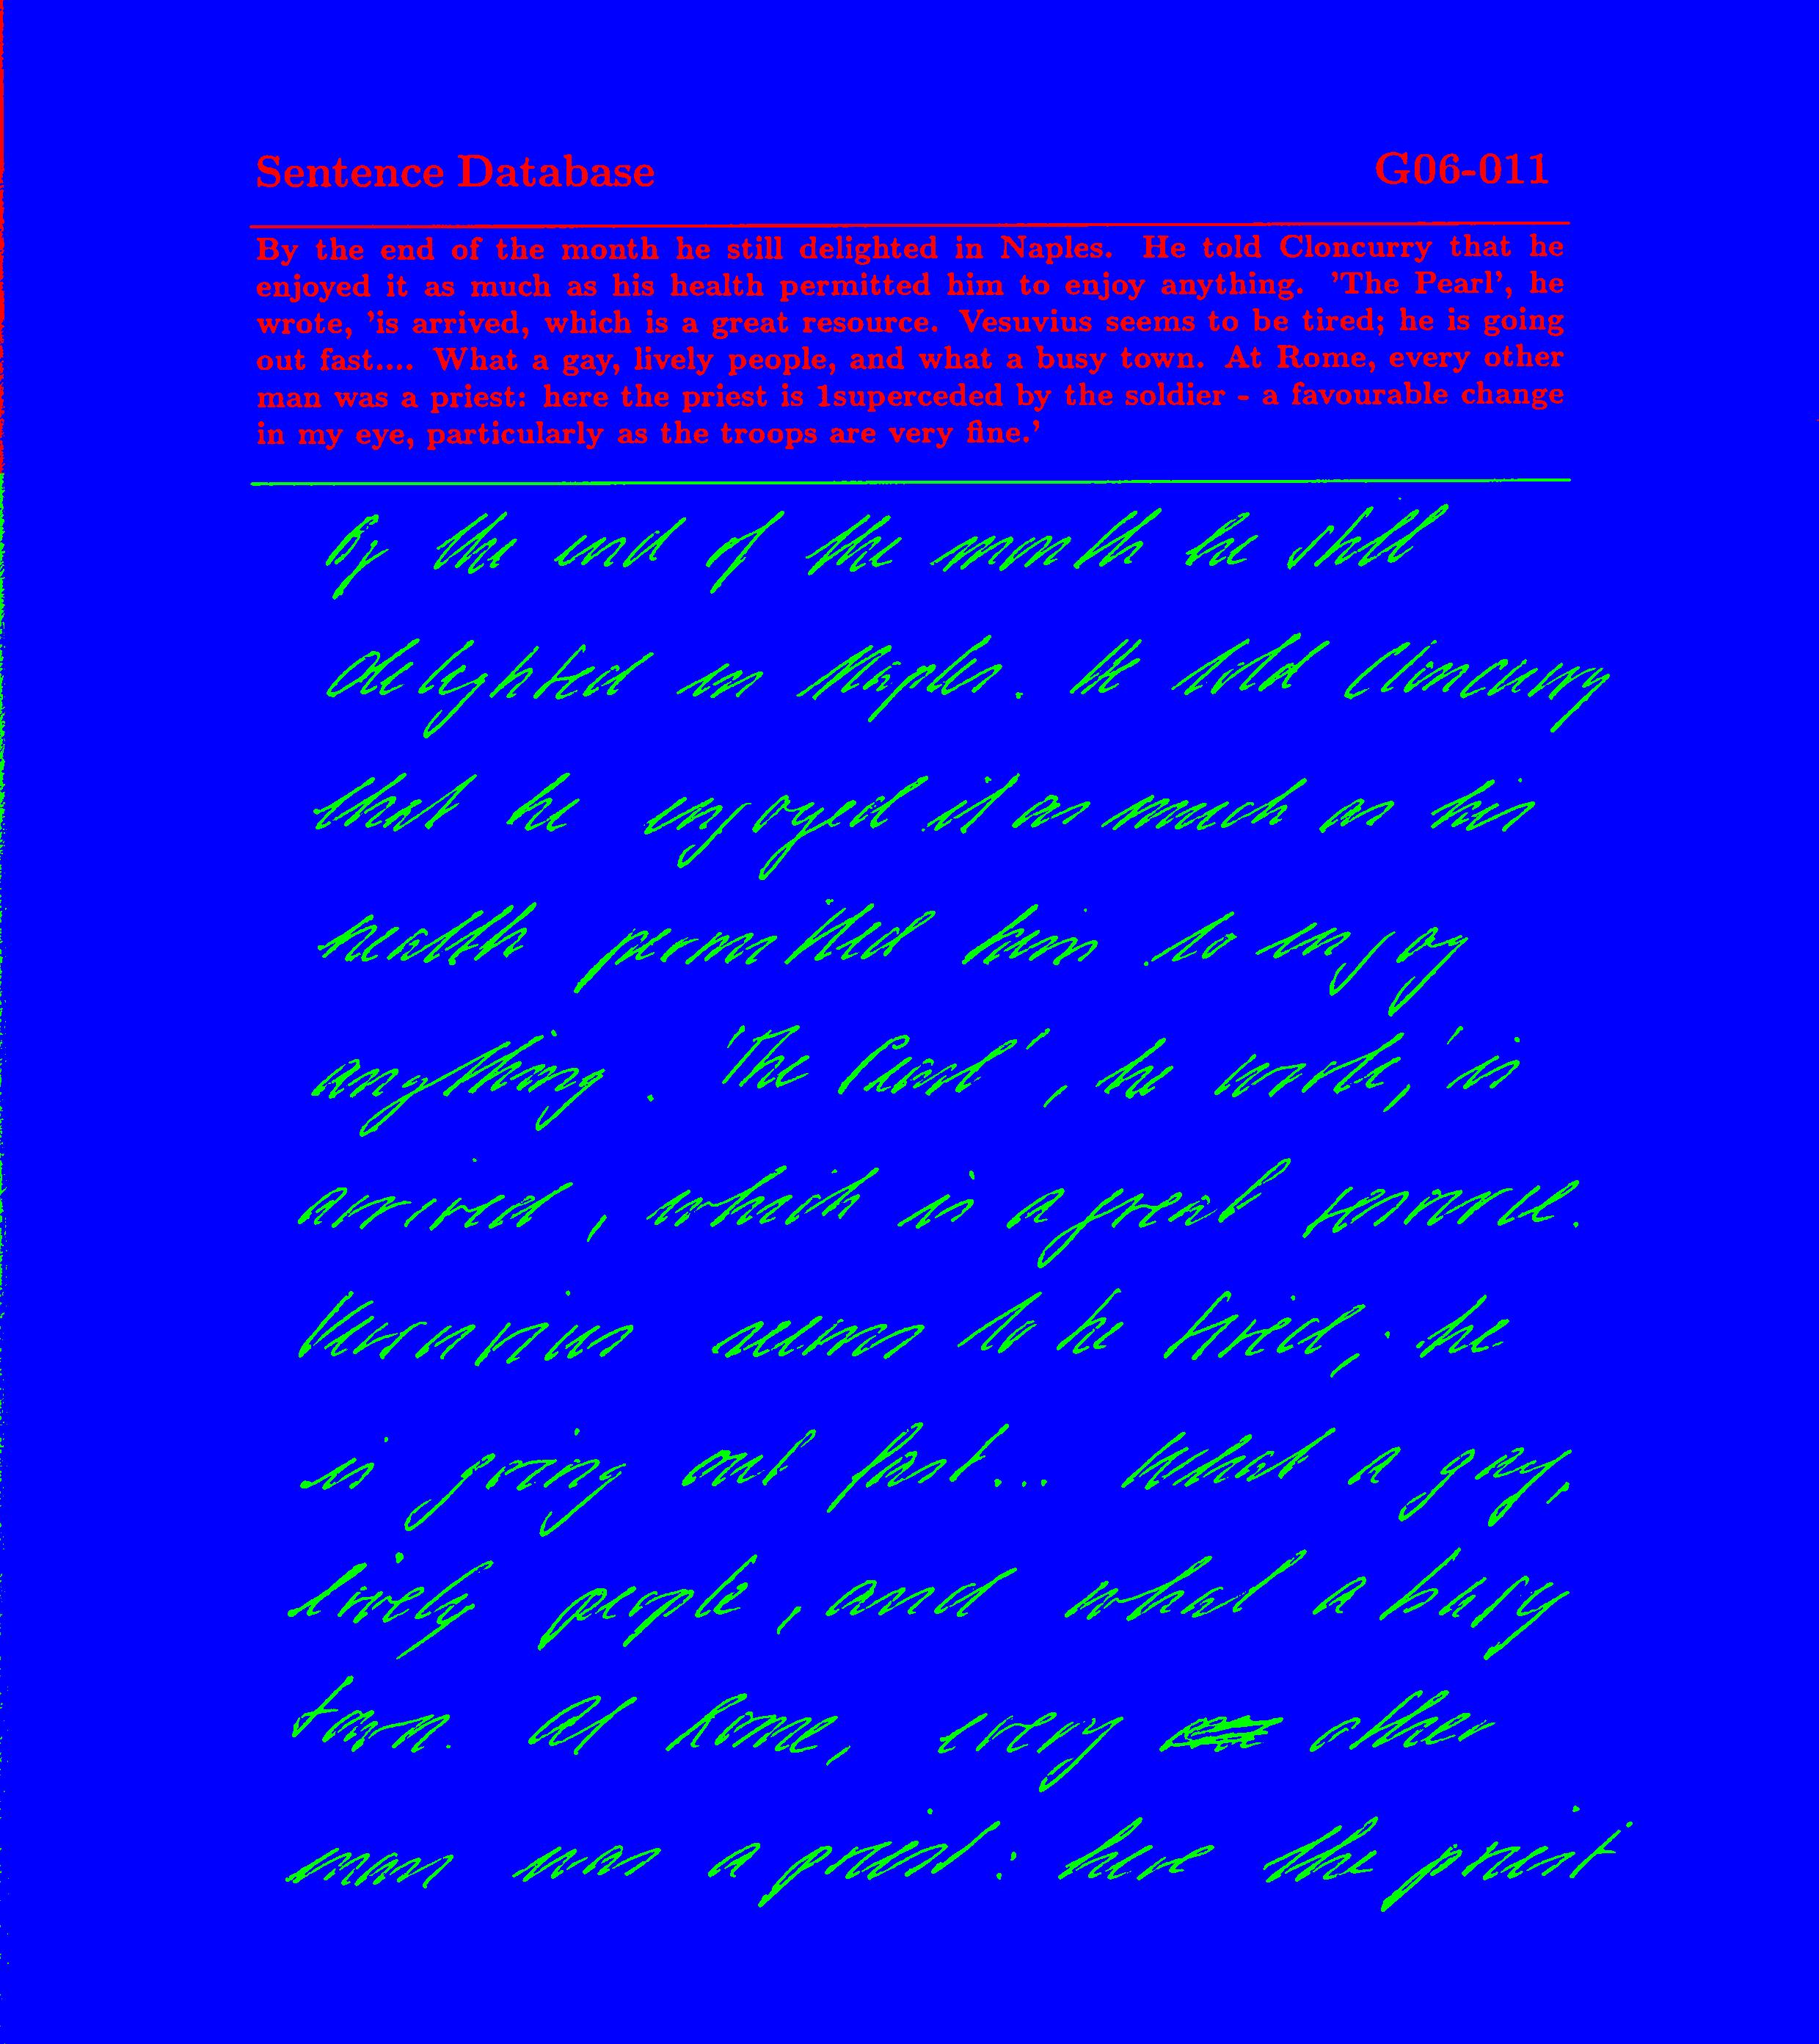 Sentence Database G06-011
By the end of the month he still delighted in Naples. He told Cloncurry that he
enjoyed it as much as his health permitted him to enjoy anything. 'The Pearl', he
wrote, 'is arrived, which is a great resource. Vesuvius seems to be tired; he is going
out fast.... What a gay, lively people, and what a busy town. At Rome, every other
man was a priest: here the priest is 1superceded by the soldier - a favourable change
in my eye, particularly as the troops are very fine.'
By the end of the month he still
delighted in Naples. He told Cloncurry
that he enjoyed it as much as his
health permitted him to enjoy
anything. 'The Pearl', he wrote, 'is
arrived, which is a great resource.
Vesuvius seems to be tired; he
is going out fast... What a gay,
lively people, and what a busy
town. At Rome, every other
man was a priest: here the priest